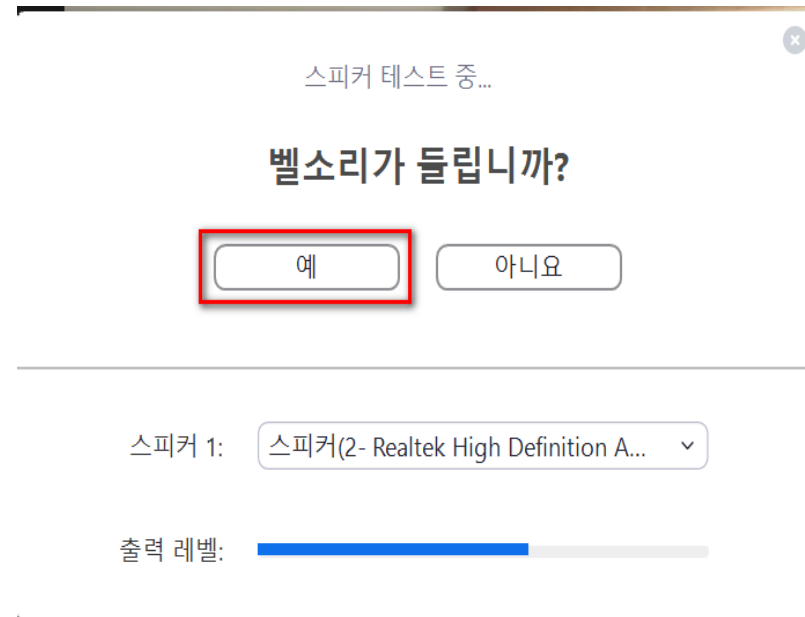 스피커 테스트 중...
벨소리가 들립니까?
예
아니요
스피커 1:
스피커(2- Realtek High Definition A...
출력 레벨: